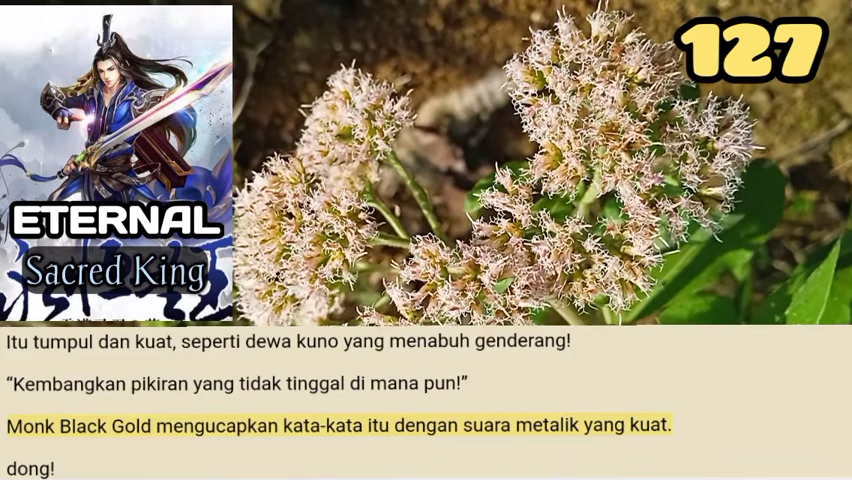 127
ETERNAL
Sacred King
Itu tumpul dan kuat, seperti dewa kuno yang menabuh genderang!
“Kembangkan pikiran yang tidak tinggal di mana pun!”
Monk Black Gold mengucapkan kata-kata itu dengan suara metalik yang kuat.
dong!